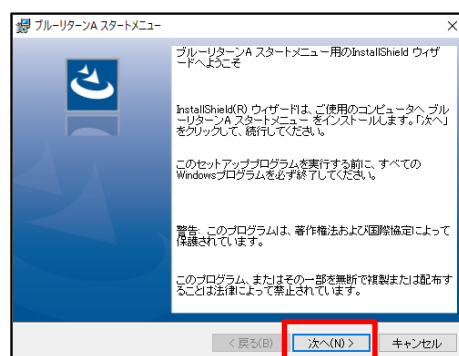 ブルーリターンA スタートメニュー
ブルーリターンA スタートメニュー用のInstallShield ウィザ
ードへようこそ
InstallShield(R) ウィザードは、ご使用のコンピュータへ ブル
ーリターンA スタートメニュー をインストールします。「次へ」
をクリックして、続行してください。
このセットアッププログラムを実行する前に、すべての
Windowsプログラムを必ず終了してください。
警告: このプログラムは、著作権法および国際協定によって
保護されています。
このプログラム、またはその一部を無断で複製または配布す
ることは法律によって禁止されています。
< 戻る(B) 次へ(N) > キャンセル